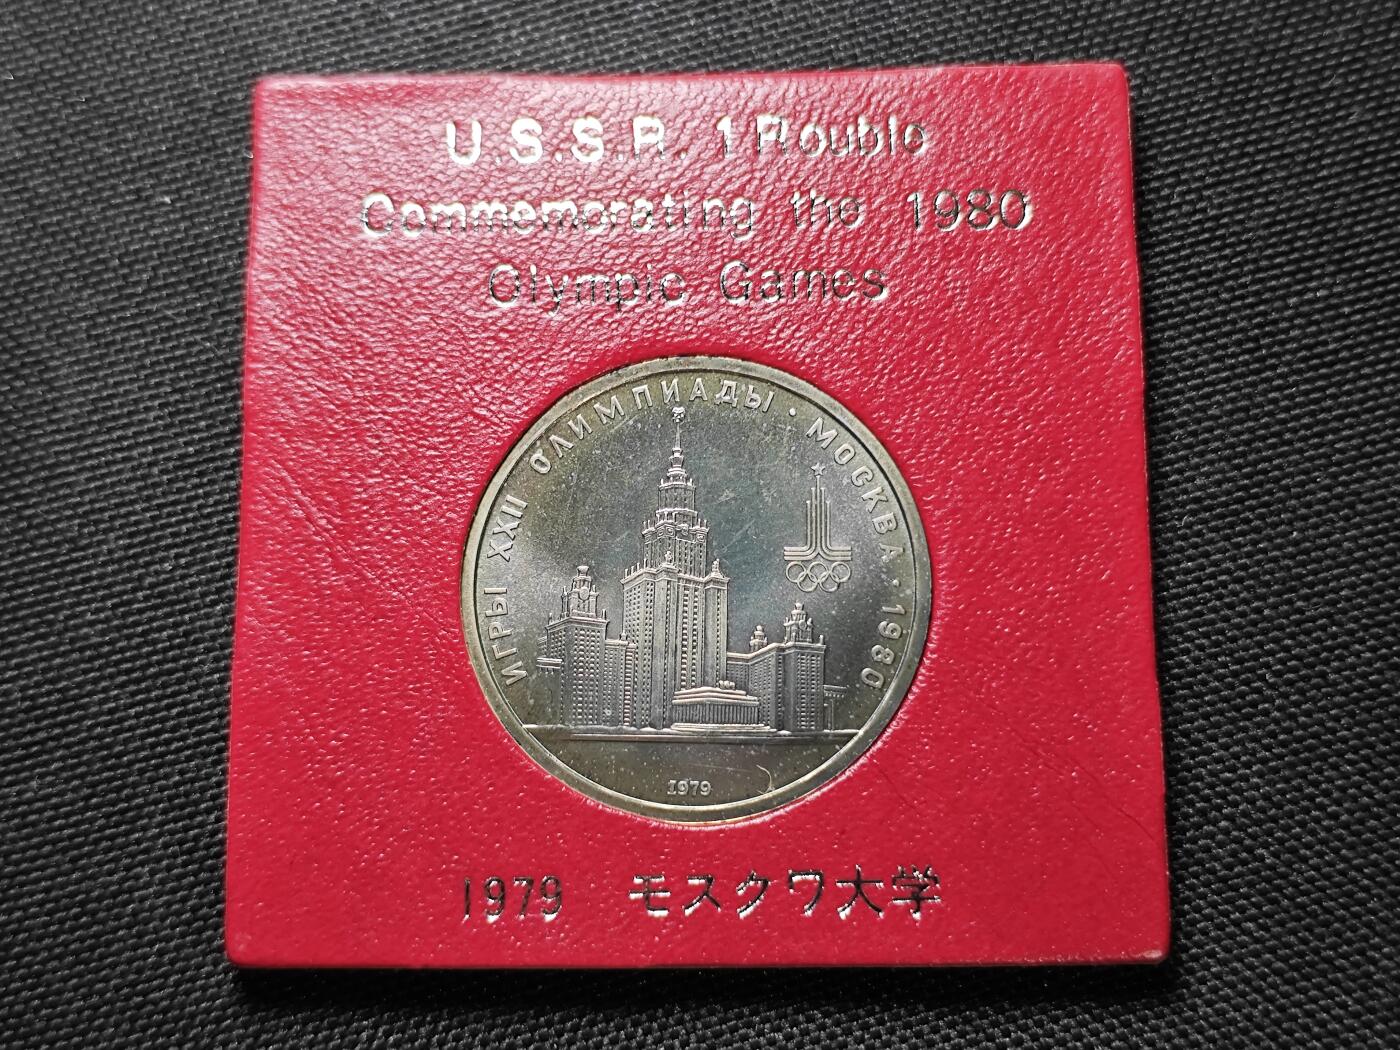 U.S.S.R. 1 Rouble
Commemorating the 1980
Olympic Games
ИГРЫ XXII ОЛИМПИАДЫ · МОСКВА · 1980
1979
1979 モスクワ大学